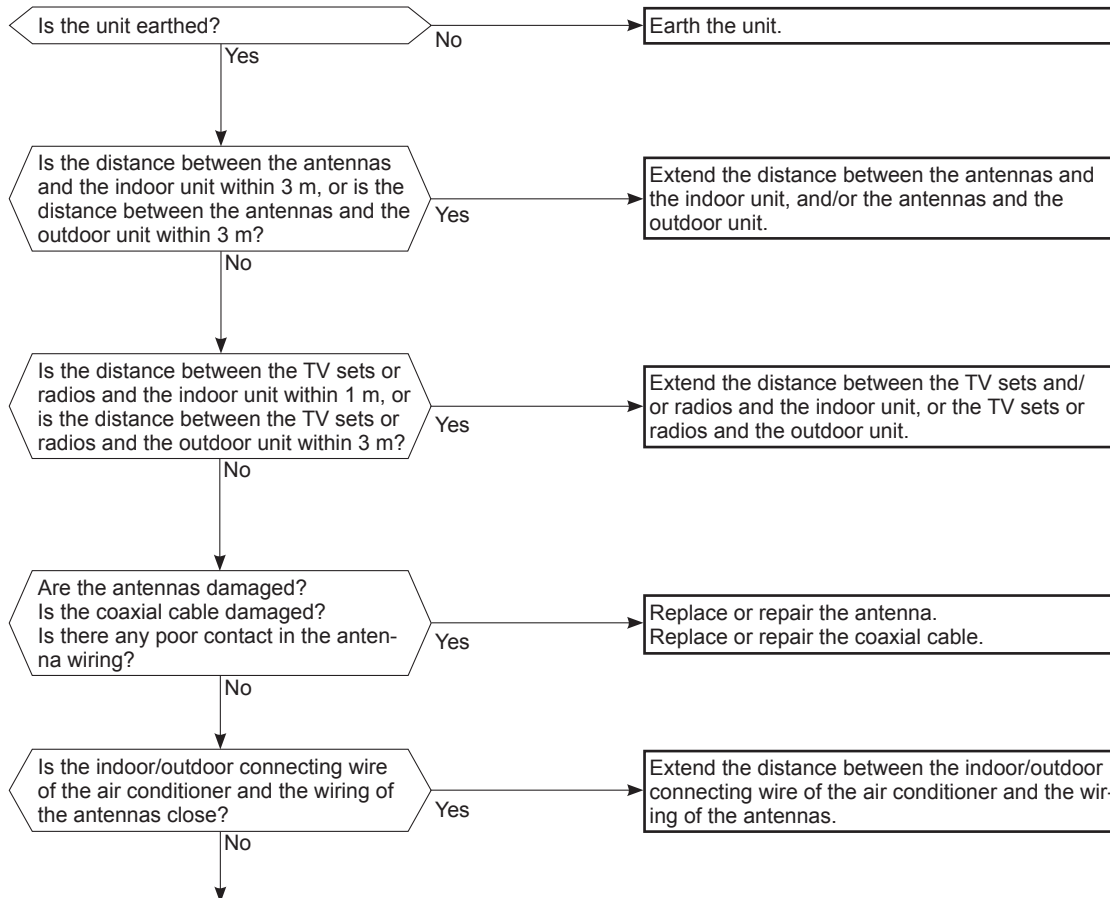 Is the unit earthed?
No
Earth the unit.
Yes
Is the distance between the antennas
and the indoor unit within 3 m, or is the
distance between the antennas and the
outdoor unit within 3 m?
Yes
Extend the distance between the antennas and
the indoor unit, and/or the antennas and the
outdoor unit.
No
Is the distance between the TV sets or
radios and the indoor unit within 1 m, or
is the distance between the TV sets or
radios and the outdoor unit within 3 m?
Yes
Extend the distance between the TV sets and/
or radios and the indoor unit, or the TV sets or
radios and the outdoor unit.
No
Are the antennas damaged?
Is the coaxial cable damaged?
Is there any poor contact in the anten-
na wiring?
Yes
Replace or repair the antenna.
Replace or repair the coaxial cable.
No
Is the indoor/outdoor connecting wire
of the air conditioner and the wiring of
the antennas close?
Yes
Extend the distance between the indoor/outdoor
connecting wire of the air conditioner and the wir-
ing of the antennas.
No